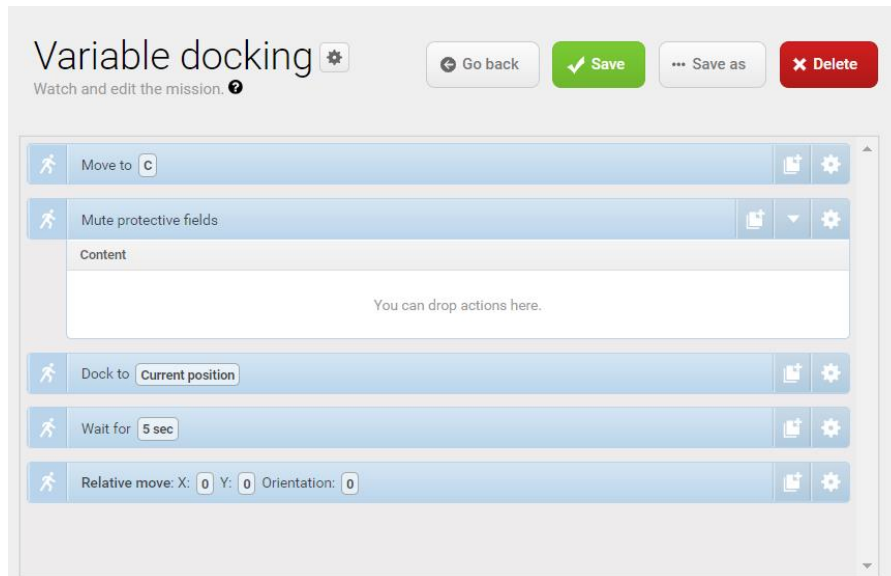 Variable docking
Go back
Save
Save as
Delete
Watch and edit the mission.
Move to C
Mute protective fields
Content
You can drop actions here.
Dock to Current position
Wait for 5 sec
Relative move: X: 0 Y: 0 Orientation: 0